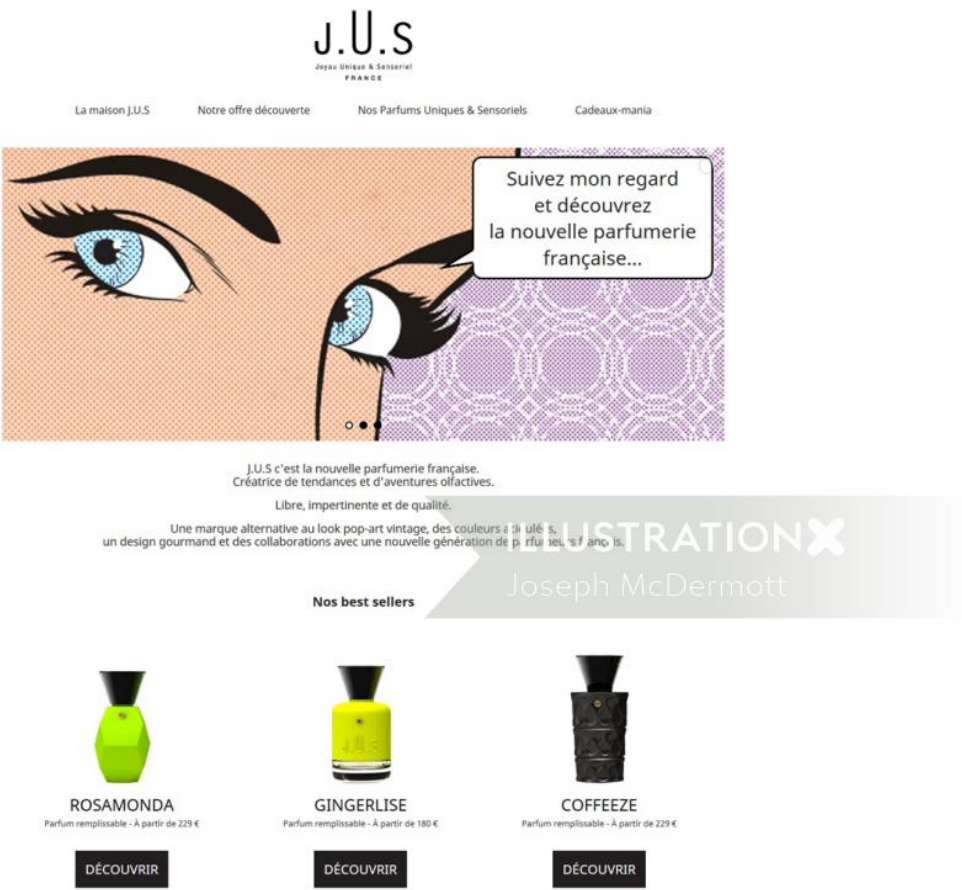 J.U.S
Joyau Unique & Sensoriel
FRANCE
La maison J.U.S Notre offre découverte Nos Parfums Uniques & Sensoriels Cadeaux-mania
Suivez mon regard
et découvrez
la nouvelle parfumerie
française...
J.U.S c'est la nouvelle parfumerie française.
Créatrice de tendances et d'aventures olfactives.
Libre, impertinente et de qualité.
Une marque alternative au look pop-art vintage, des couleurs acidulées,
un design gourmand et des collaborations avec une nouvelle génération de parfumeurs français.
ILLUSTRATIONX
Joseph McDermott
Nos best sellers
J.U.S
ROSAMONDA GINGERLISE COFFEEZE
Parfum remplissable - À partir de 229 € Parfum remplissable - À partir de 180 € Parfum remplissable - À partir de 229 €
DÉCOUVRIR DÉCOUVRIR DÉCOUVRIR